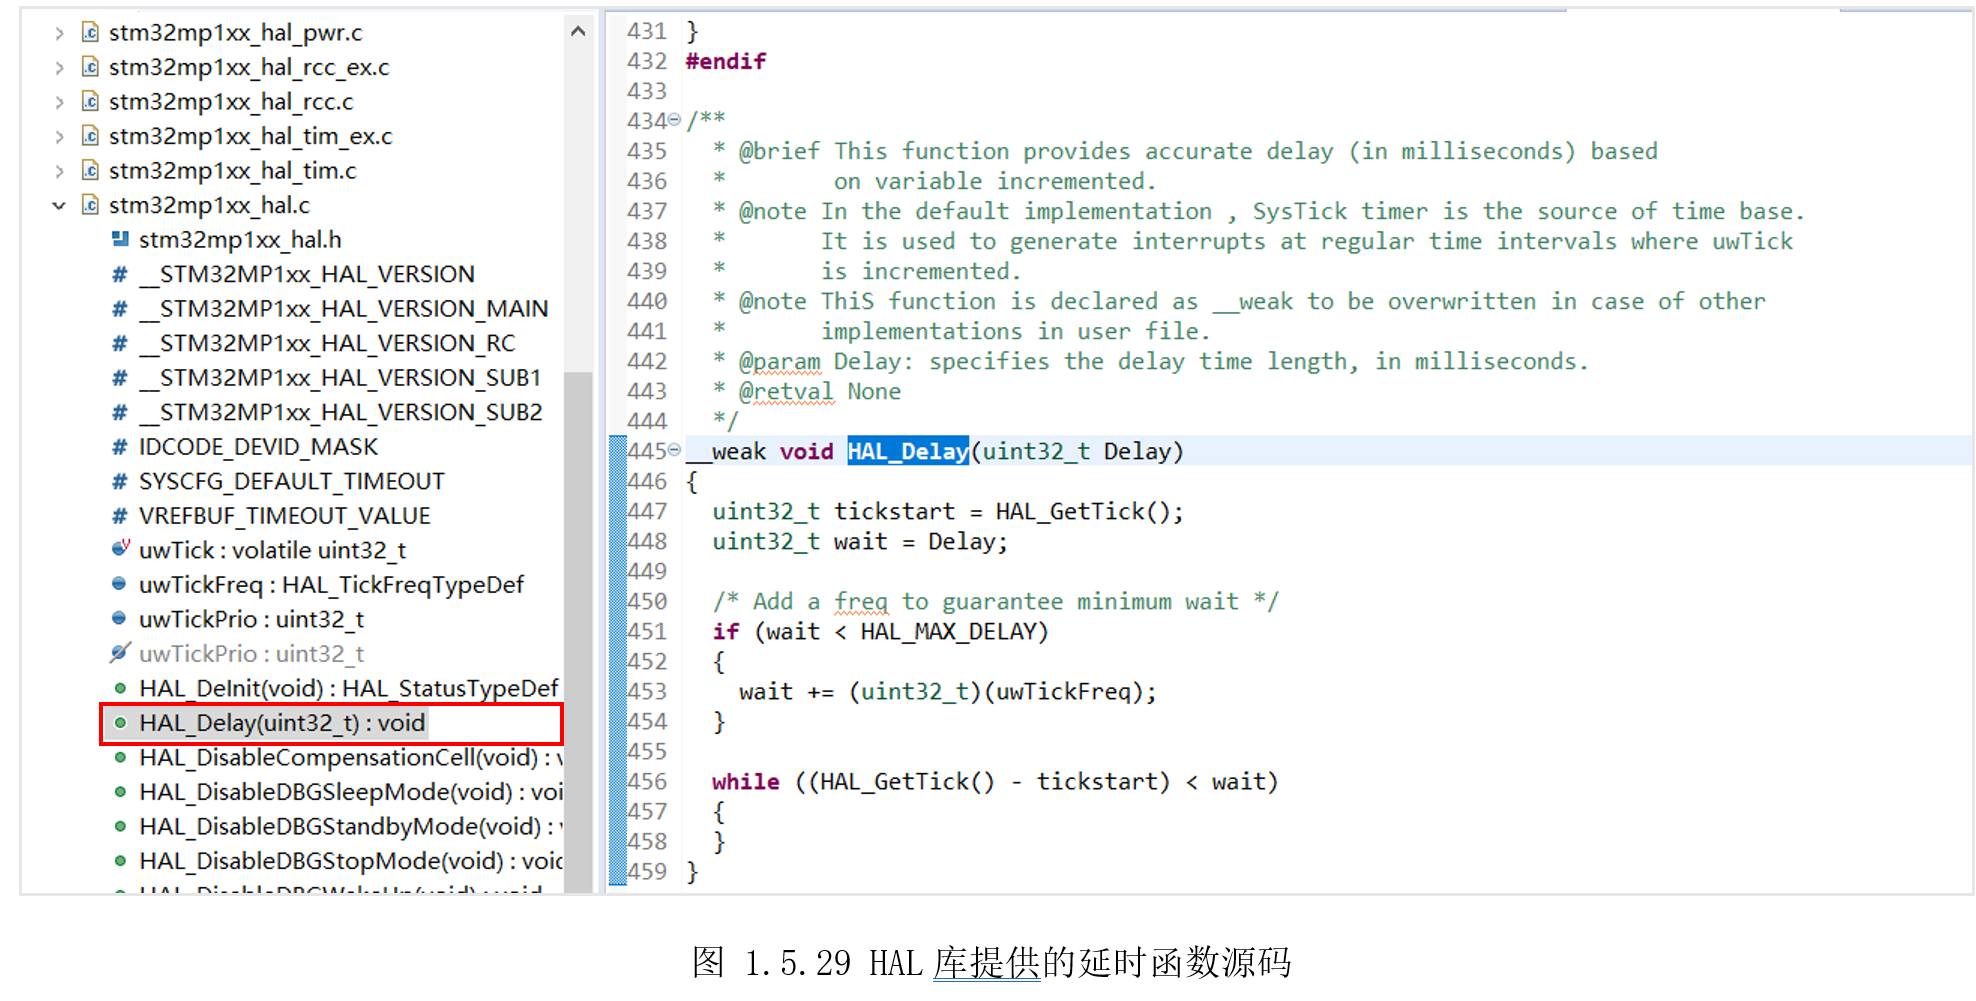 stm32mp1xx_hal_pwr.c
stm32mp1xx_hal_rcc_ex.c
stm32mp1xx_hal_rcc.c
stm32mp1xx_hal_tim_ex.c
stm32mp1xx_hal_tim.c
stm32mp1xx_hal.c
stm32mp1xx_hal.h
# __STM32MP1xx_HAL_VERSION
# __STM32MP1xx_HAL_VERSION_MAIN
# __STM32MP1xx_HAL_VERSION_RC
# __STM32MP1xx_HAL_VERSION_SUB1
# __STM32MP1xx_HAL_VERSION_SUB2
# IDCODE_DEVID_MASK
# SYSCFG_DEFAULT_TIMEOUT
# VREFBUF_TIMEOUT_VALUE
uwTick : volatile uint32_t
uwTickFreq : HAL_TickFreqTypeDef
uwTickPrio : uint32_t
uwTickPrio : uint32_t
HAL_DeInit(void) : HAL_StatusTypeDef
HAL_Delay(uint32_t) : void
HAL_DisableCompensationCell(void) : v
HAL_DisableDBGSleepMode(void) : voi
HAL_DisableDBGStandbyMode(void) :
HAL_DisableDBGStopMode(void) : voic
431 }
432 #endif
433
434 /**
435 * @brief This function provides accurate delay (in milliseconds) based
436 * on variable incremented.
437 * @note In the default implementation , SysTick timer is the source of time base.
438 * It is used to generate interrupts at regular time intervals where uwTick
439 * is incremented.
440 * @note ThiS function is declared as __weak to be overwritten in case of other
441 * implementations in user file.
442 * @param Delay: specifies the delay time length, in milliseconds.
443 * @retval None
444 */
445 __weak void HAL_Delay(uint32_t Delay)
446 {
447 uint32_t tickstart = HAL_GetTick();
448 uint32_t wait = Delay;
449
450 /* Add a freq to guarantee minimum wait */
451 if (wait < HAL_MAX_DELAY)
452 {
453 wait += (uint32_t)(uwTickFreq);
454 }
455
456 while ((HAL_GetTick() - tickstart) < wait)
457 {
458 }
459 }
图 1.5.29 HAL 库提供的延时函数源码